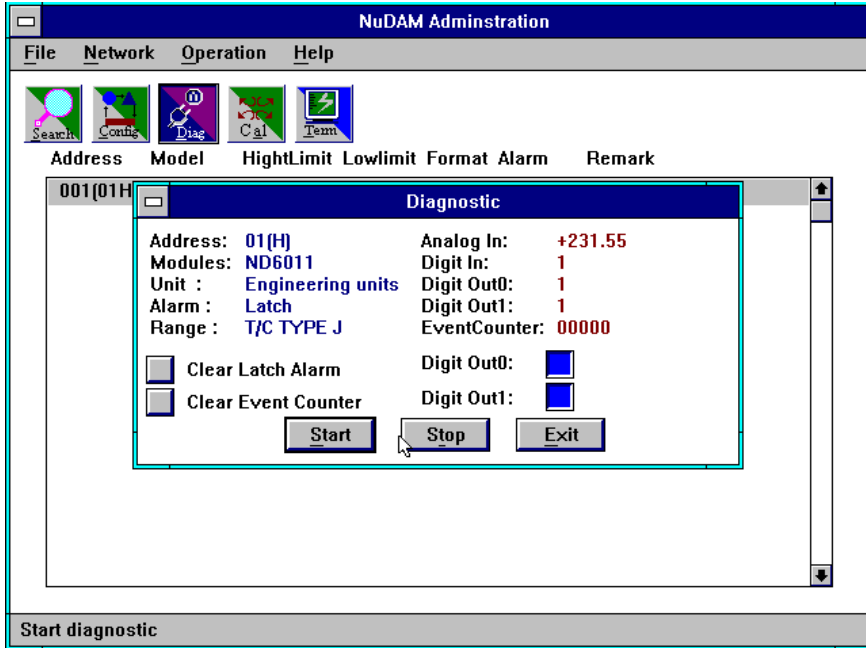 NuDAM Adminstration
File Network Operation Help
Search Config Diag Cal Term
Address Model HightLimit Lowlimit Format Alarm Remark
001(01H
Diagnostic
Address: 01(H) Analog In: +231.55
Modules: ND6011 Digit In: 1
Unit : Engineering units Digit Out0: 1
Alarm : Latch Digit Out1: 1
Range : T/C TYPE J EventCounter: 00000
Clear Latch Alarm Digit Out0:
Clear Event Counter Digit Out1:
Start Stop Exit
Start diagnostic